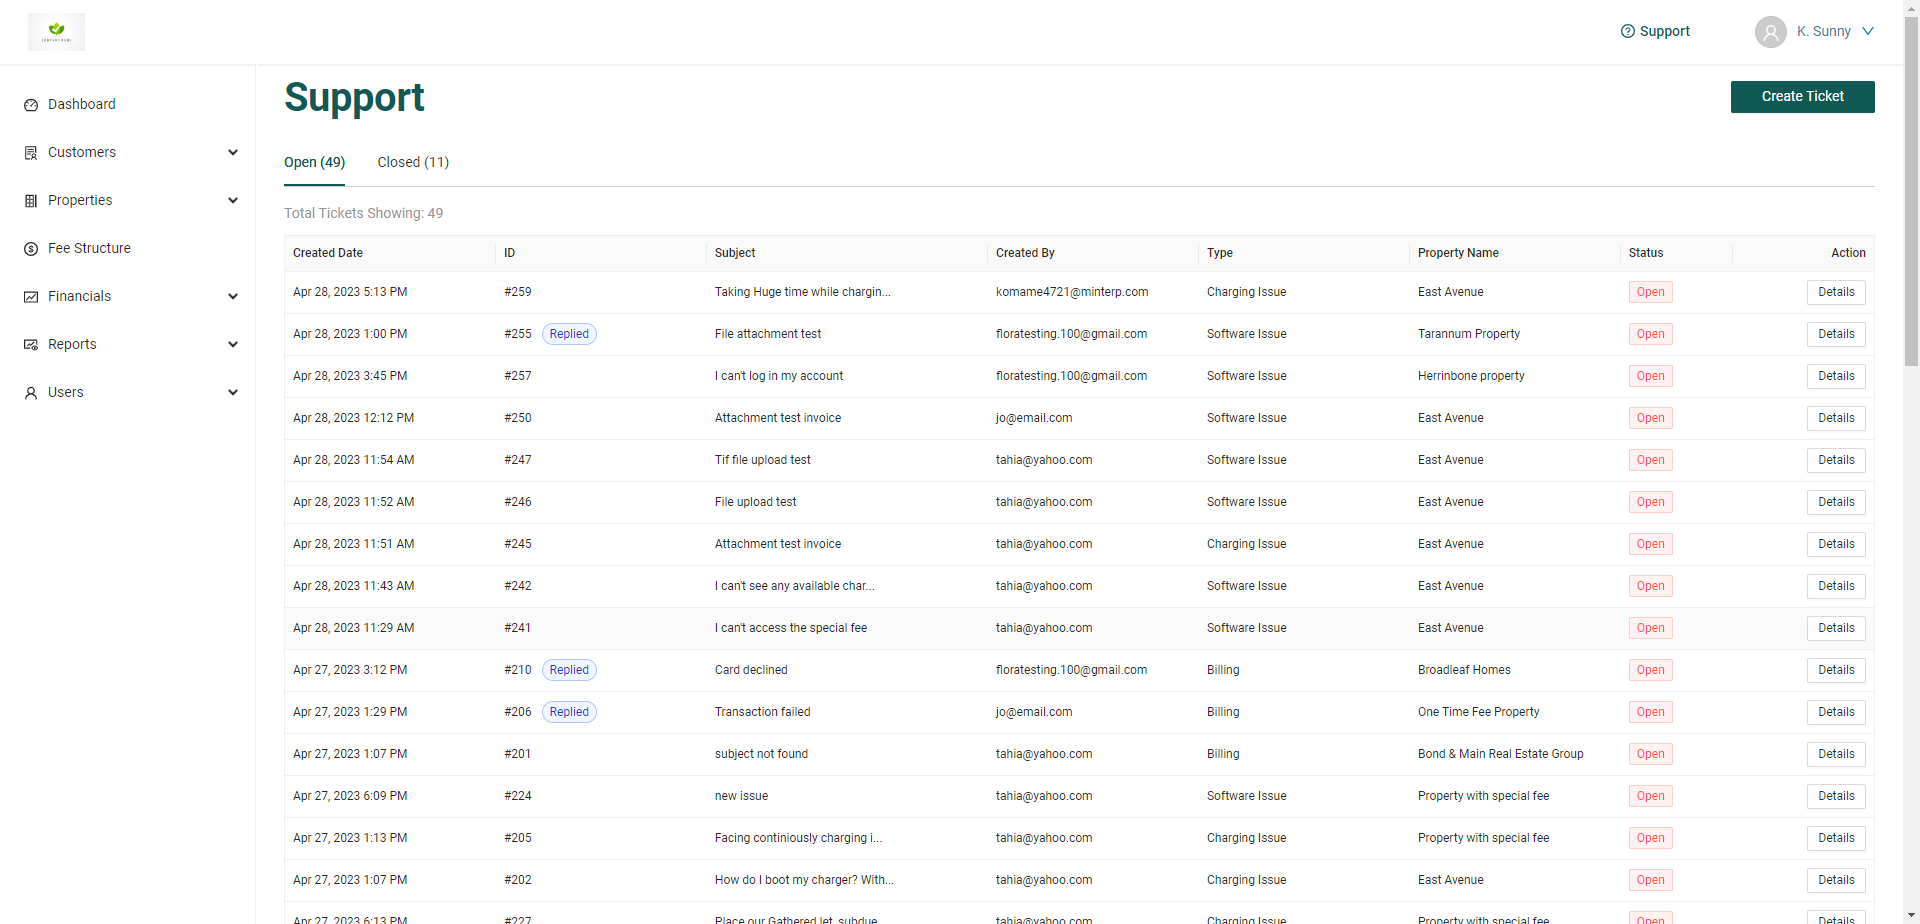 Support
K. Sunny
Dashboard
Customers
Properties
Fee Structure
Financials
Reports
Users
Support
Create Ticket
Open (49) Closed (11)
Total Tickets Showing: 49
Created Date ID Subject Created By Type Property Name Status Action
Apr 28, 2023 5:13 PM #259 Taking Huge time while chargin... komame4721@minterp.com Charging Issue East Avenue Open Details
Apr 28, 2023 1:00 PM #255 Replied File attachment test floratesting.100@gmail.com Software Issue Tarannum Property Open Details
Apr 28, 2023 3:45 PM #257 I can't log in my account floratesting.100@gmail.com Software Issue Herrinbone property Open Details
Apr 28, 2023 12:12 PM #250 Attachment test invoice jo@email.com Software Issue East Avenue Open Details
Apr 28, 2023 11:54 AM #247 Tif file upload test tahia@yahoo.com Software Issue East Avenue Open Details
Apr 28, 2023 11:52 AM #246 File upload test tahia@yahoo.com Software Issue East Avenue Open Details
Apr 28, 2023 11:51 AM #245 Attachment test invoice tahia@yahoo.com Charging Issue East Avenue Open Details
Apr 28, 2023 11:43 AM #242 I can't see any available char... tahia@yahoo.com Software Issue East Avenue Open Details
Apr 28, 2023 11:29 AM #241 I can't access the special fee tahia@yahoo.com Software Issue East Avenue Open Details
Apr 27, 2023 3:12 PM #210 Replied Card declined floratesting.100@gmail.com Billing Broadleaf Homes Open Details
Apr 27, 2023 1:29 PM #206 Replied Transaction failed jo@email.com Billing One Time Fee Property Open Details
Apr 27, 2023 1:07 PM #201 subject not found tahia@yahoo.com Billing Bond & Main Real Estate Group Open Details
Apr 27, 2023 6:09 PM #224 new issue tahia@yahoo.com Software Issue Property with special fee Open Details
Apr 27, 2023 1:13 PM #205 Facing continiously charging i... tahia@yahoo.com Charging Issue Property with special fee Open Details
Apr 27, 2023 1:07 PM #202 How do I boot my charger? With... tahia@yahoo.com Charging Issue East Avenue Open Details
Apr 27, 2023 6:13 PM #227 Place our Gathered let, subdue tahia@yahoo.com Charging Issue Property with special fee Open Details